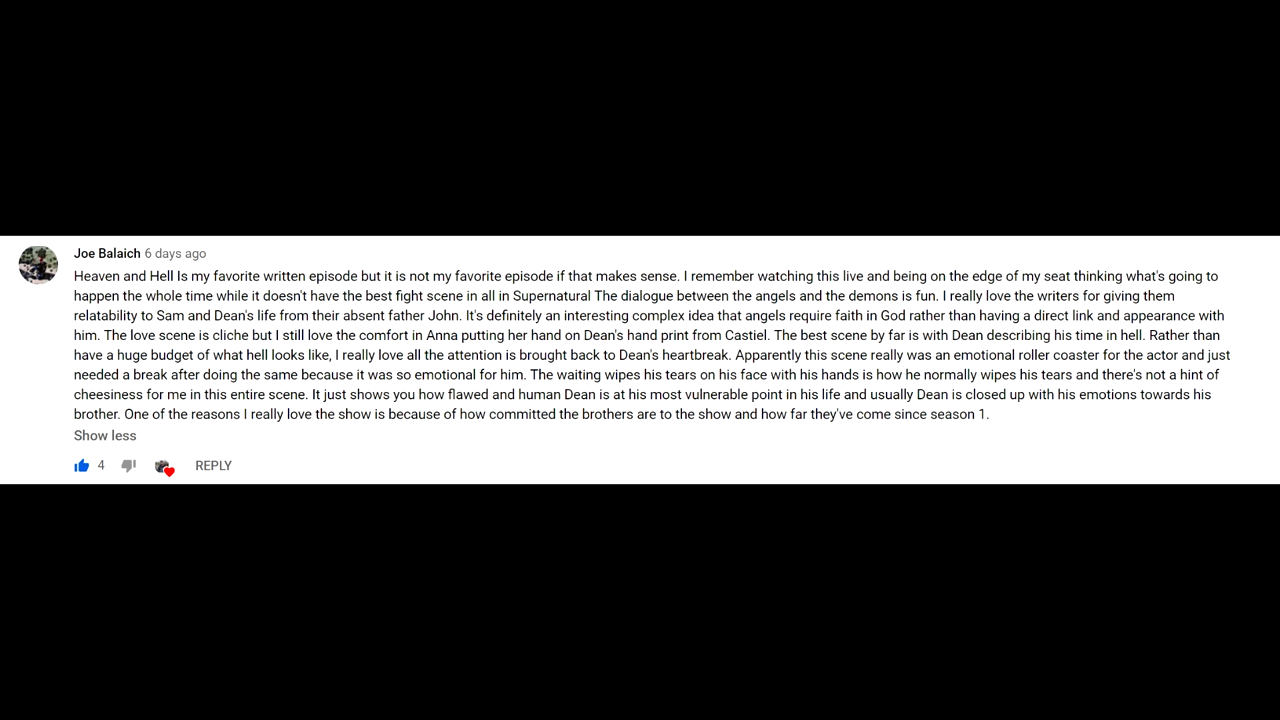 Joe Balaich 6 days ago
Heaven and Hell Is my favorite written episode but it is not my favorite episode if that makes sense. I remember watching this live and being on the edge of my seat thinking what's going to
happen the whole time while it doesn't have the best fight scene in all in Supernatural The dialogue between the angels and the demons is fun. I really love the writers for giving them
relatability to Sam and Dean's life from their absent father John. It's definitely an interesting complex idea that angels require faith in God rather than having a direct link and appearance with
him. The love scene is cliche but I still love the comfort in Anna putting her hand on Dean's hand print from Castiel. The best scene by far is with Dean describing his time in hell. Rather than
have a huge budget of what hell looks like, I really love all the attention is brought back to Dean's heartbreak. Apparently this scene really was an emotional roller coaster for the actor and just
needed a break after doing the same because it was so emotional for him. The waiting wipes his tears on his face with his hands is how he normally wipes his tears and there's not a hint of
cheesiness for me in this entire scene. It just shows you how flawed and human Dean is at his most vulnerable point in his life and usually Dean is closed up with his emotions towards his
brother. One of the reasons I really love the show is because of how committed the brothers are to the show and how far they've come since season 1.
Show less
4 REPLY